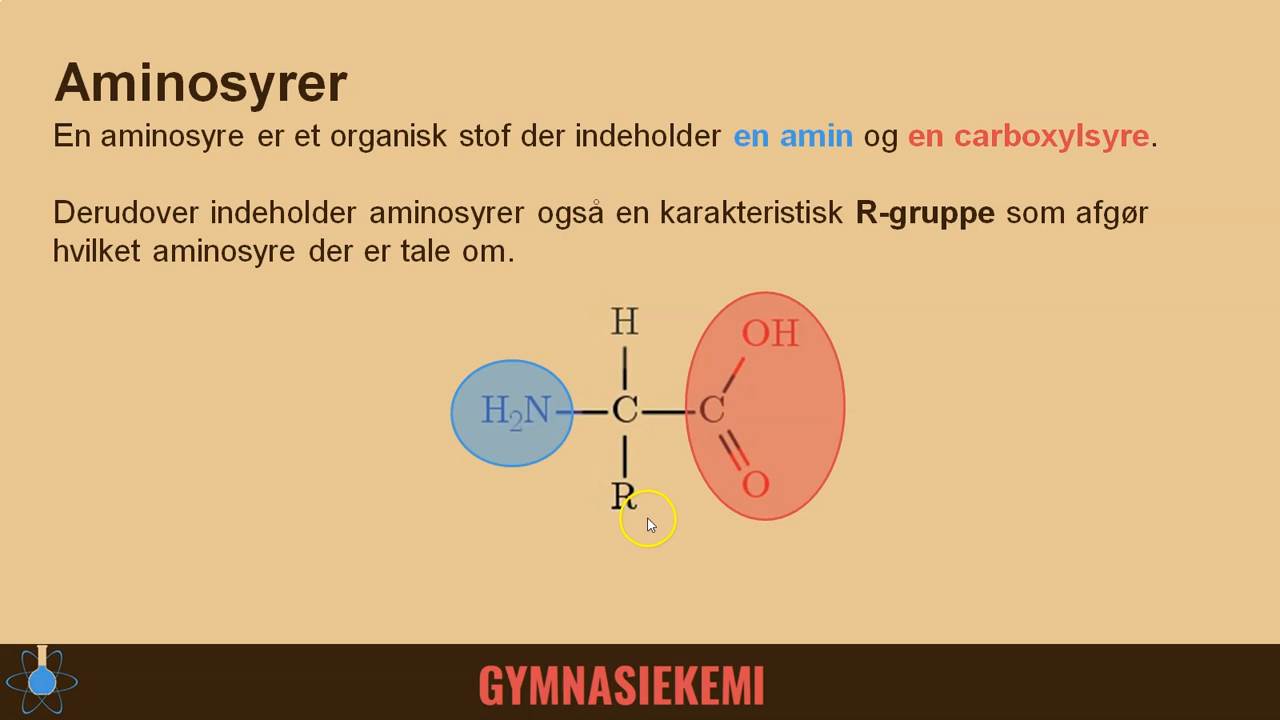 Aminosyrer
En aminosyre er et organisk stof der indeholder en amin og en carboxylsyre.
Derudover indeholder aminosyrer også en karakteristisk R-gruppe som afgør
hvilket aminosyre der er tale om.
H
OH
H₂N C C
O
R
GYMNASIEKEMI